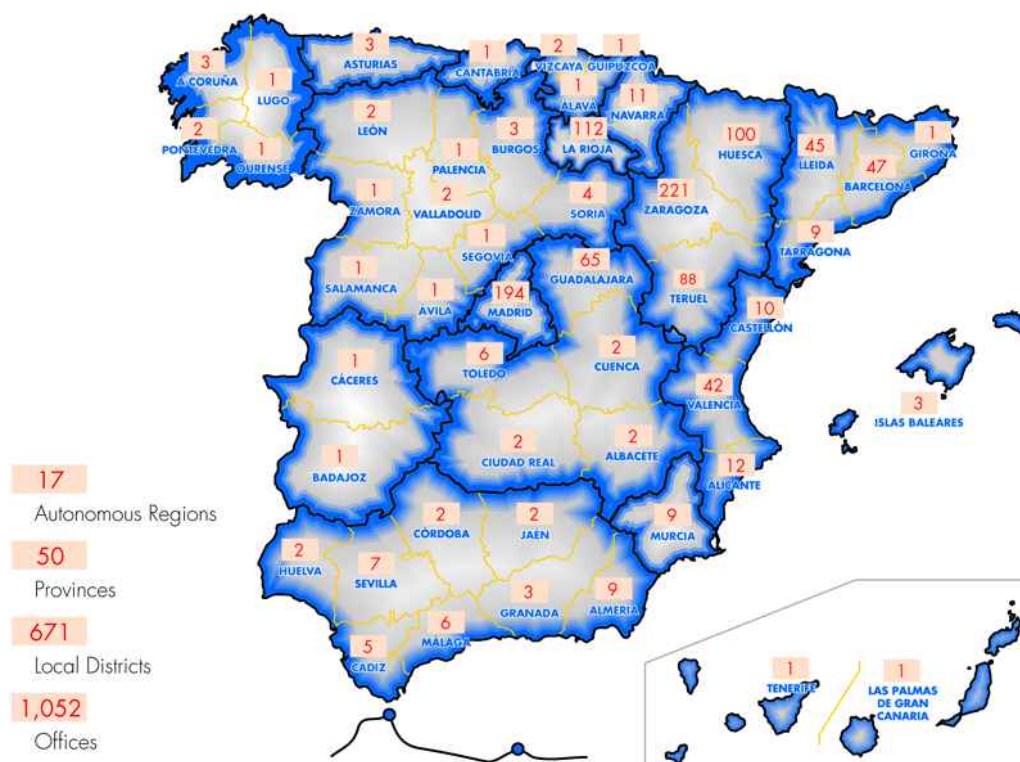 3
A CORUÑA
1
LUGO
2
PONTEVEDRA
1
OURENSE
3
ASTURIAS
1
CANTABRIA
2
VIZCAYA
1
GUIPUZCOA
1
ALAVA
11
NAVARRA
112
LA RIOJA
2
LEÓN
1
PALENCIA
3
BURGOS
1
ZAMORA
2
VALLADOLID
4
SORIA
1
SEGOVIA
1
SALAMANCA
1
AVILA
194
MADRID
100
HUESCA
221
ZARAGOZA
88
TERUEL
45
LLEIDA
47
BARCELONA
1
GIRONA
9
TARRAGONA
65
GUADALAJARA
6
TOLEDO
2
CUENCA
2
CIUDAD REAL
2
ALBACETE
10
CASTELLÓN
42
VALENCIA
12
ALICANTE
3
ISLAS BALEARES
1
CÁCERES
1
BADAJOZ
9
MURCIA
2
HUELVA
7
SEVILLA
2
CÒRDOBA
2
JAÉN
3
GRANADA
9
ALMERIA
6
MÁLAGA
5
CADIZ
1
TENERIFE
1
LAS PALMAS
DE GRAN
CANARIA
17
Autonomous Regions
50
Provinces
671
Local Districts
1,052
Offices